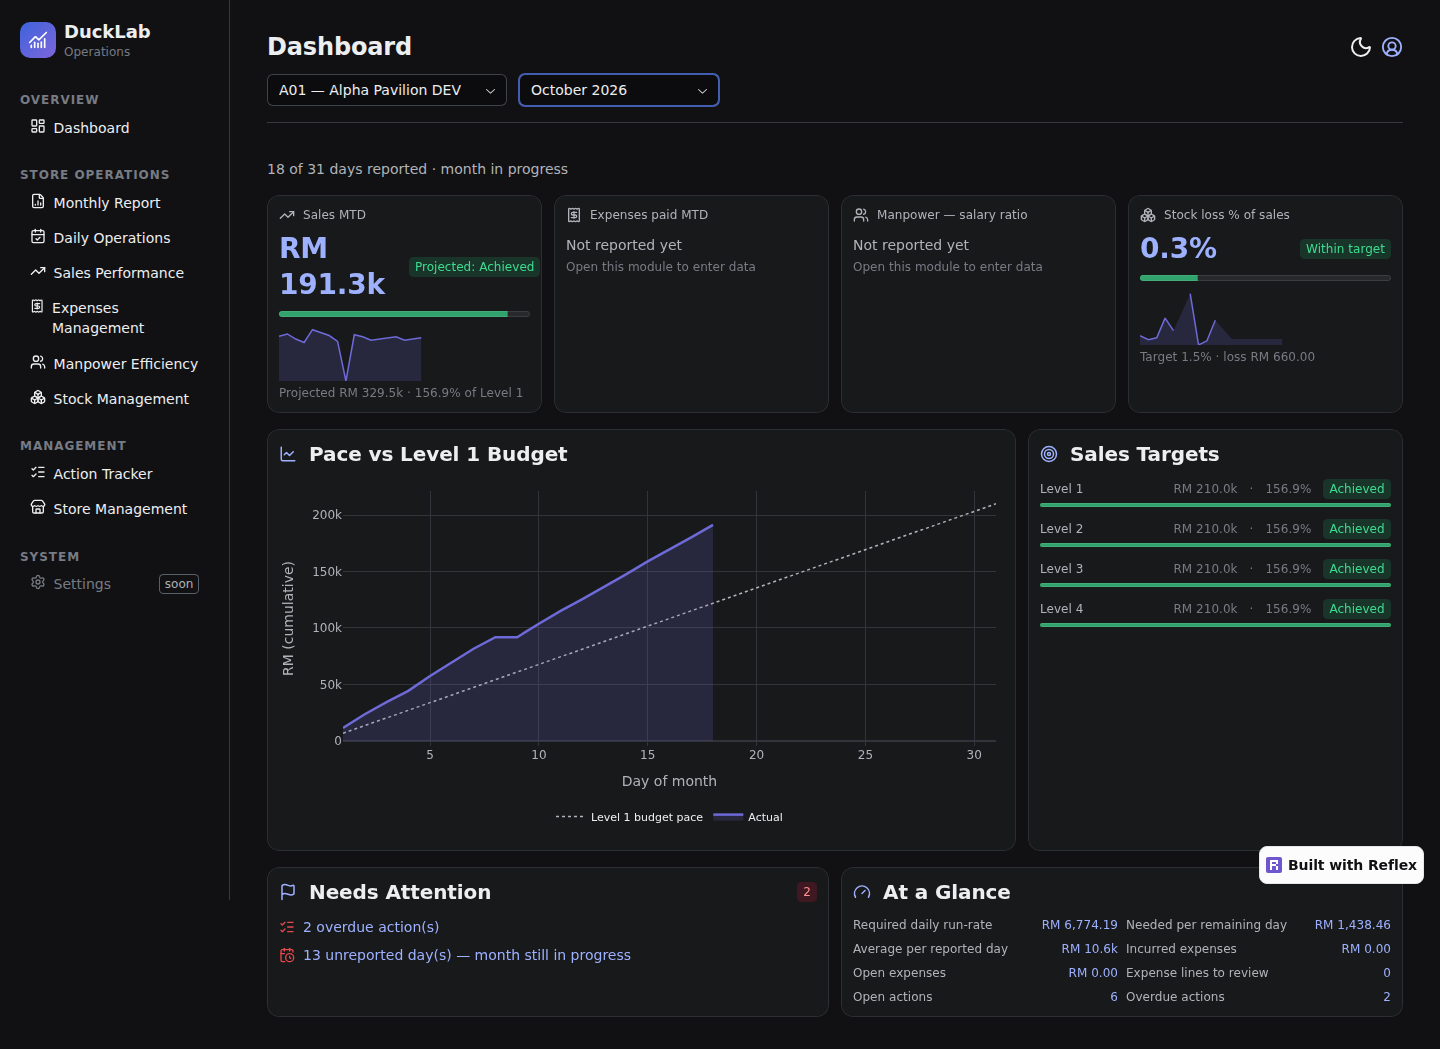 DuckLab
Operations
OVERVIEW
Dashboard
STORE OPERATIONS
Monthly Report
Daily Operations
Sales Performance
Expenses
Management
Manpower Efficiency
Stock Management
MANAGEMENT
Action Tracker
Store Management
SYSTEM
Settings soon
Dashboard
A01 — Alpha Pavilion DEV
October 2026
18 of 31 days reported · month in progress
Sales MTD
RM
191.3k
Projected: Achieved
Projected RM 329.5k · 156.9% of Level 1
Expenses paid MTD
Not reported yet
Open this module to enter data
Manpower — salary ratio
Not reported yet
Open this module to enter data
Stock loss % of sales
0.3%
Within target
Target 1.5% · loss RM 660.00
Pace vs Level 1 Budget
RM (cumulative)
200k
150k
100k
50k
0
5 10 15 20 25 30
Day of month
Level 1 budget pace Actual
Sales Targets
Level 1 RM 210.0k · 156.9% Achieved
Level 2 RM 210.0k · 156.9% Achieved
Level 3 RM 210.0k · 156.9% Achieved
Level 4 RM 210.0k · 156.9% Achieved
Needs Attention 2
2 overdue action(s)
13 unreported day(s) — month still in progress
At a Glance
Required daily run-rate RM 6,774.19 Needed per remaining day RM 1,438.46
Average per reported day RM 10.6k Incurred expenses RM 0.00
Open expenses RM 0.00 Expense lines to review 0
Open actions 6 Overdue actions 2
Built with Reflex